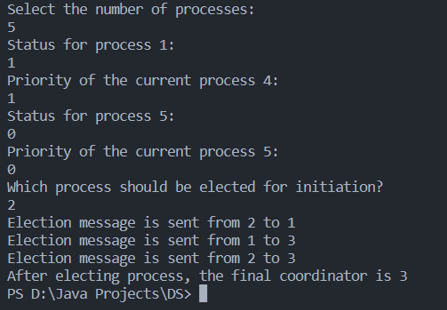 Select the number of processes:
5
Status for process 1:
1
Priority of the current process 4:
1
Status for process 5:
0
Priority of the current process 5:
0
Which process should be elected for initiation?
2
Election message is sent from 2 to 1
Election message is sent from 1 to 3
Election message is sent from 2 to 3
After electing process, the final coordinator is 3
PS D:\Java Projects\DS>